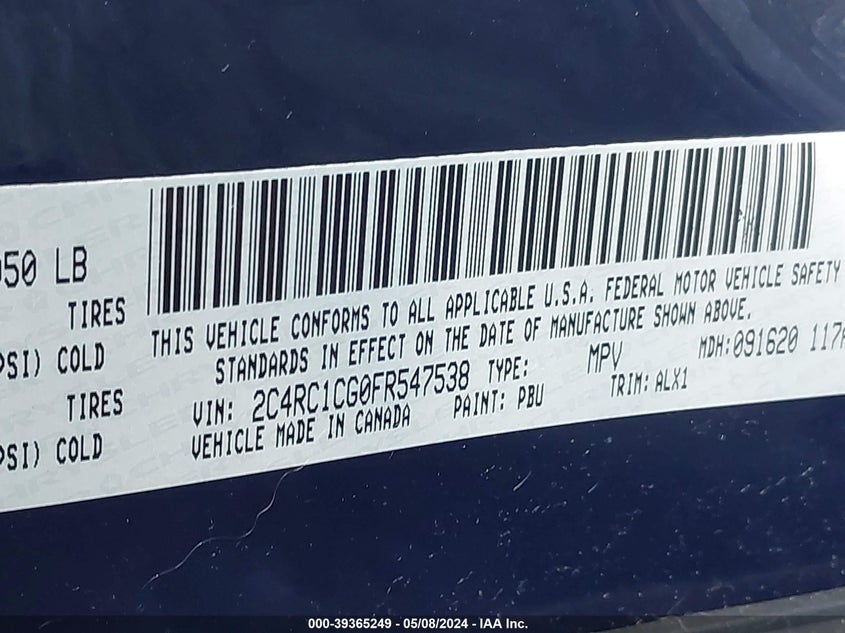 050 LB
TIRES
PSI) COLD
TIRES
PSI) COLD
THIS VEHICLE CONFORMS TO ALL APPLICABLE U.S.A. FEDERAL MOTOR VEHICLE SAFETY
STANDARDS IN EFFECT ON THE DATE OF MANUFACTURE SHOWN ABOVE.
VIN: 2C4RC1CG0FR547538 TYPE: MPV MDH:091620 117
VEHICLE MADE IN CANADA PAINT: PBU TRIM: ALX1
000-39365249 - 05/08/2024 - IAA Inc.